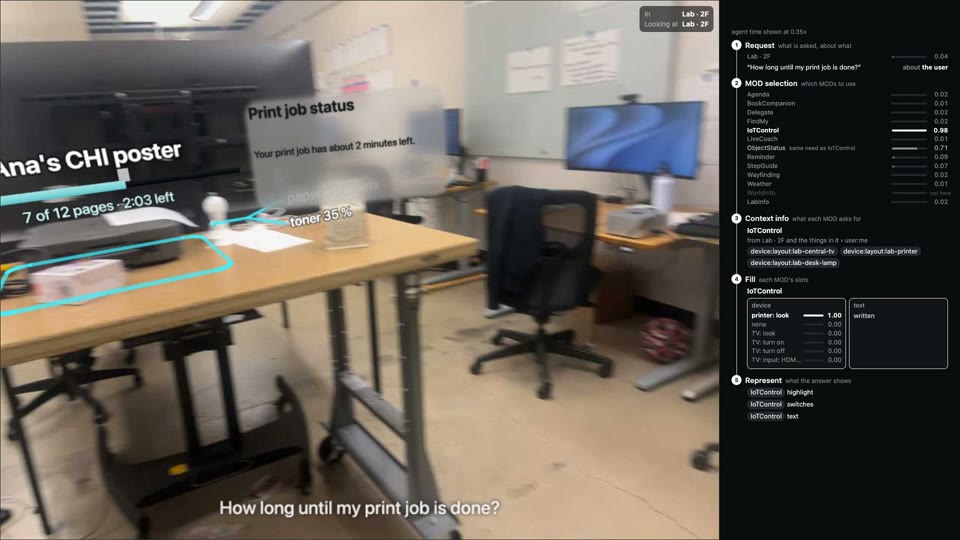 In Lab · 2F
Looking at Lab · 2F
Print job status
Your print job has about 2 minutes left.
Ana's CHI poster
7 of 12 pages · 2:03 left
toner 35 %
How long until my print job is done?
agent time shown at 0.35×
1 Request what is asked, about what
Lab · 2F 0.04
"How long until my print job is done?" about the user
2 MOD selection which MODs to use
Agenda 0.02
BookCompanion 0.01
Delegate 0.02
FindMy 0.02
IoTControl 0.98
LiveCoach 0.01
ObjectStatus same need as IoTControl 0.71
Reminder 0.09
StepGuide 0.07
Wayfinding 0.02
Weather 0.01
WorldInfo not here
LabInfo 0.02
3 Context info what each MOD asks for
IoTControl
from Lab · 2F and the things in it › user:me
device:layout:lab-central-tv device:layout:lab-printer
device:layout:lab-desk-lamp
4 Fill each MOD's slots
IoTControl
device
printer: look 1.00
none 0.00
TV: look 0.00
TV: turn on 0.00
TV: turn off 0.00
TV: input: HDM... 0.00
text
written
5 Represent what the answer shows
IoTControl highlight
IoTControl switches
IoTControl text